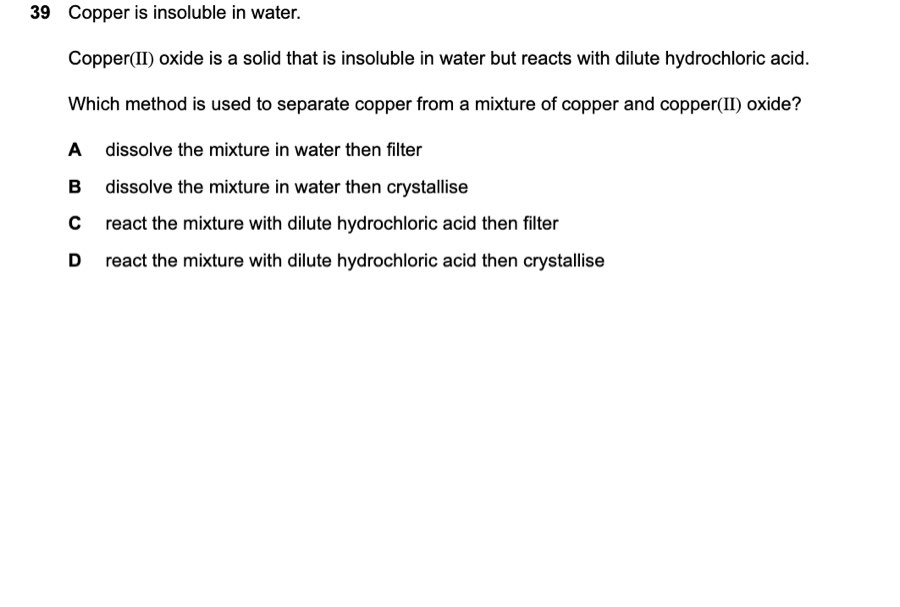 39 Copper is insoluble in water.
Copper(II) oxide is a solid that is insoluble in water but reacts with dilute hydrochloric acid.
Which method is used to separate copper from a mixture of copper and copper(II) oxide?
A dissolve the mixture in water then filter
B dissolve the mixture in water then crystallise
C react the mixture with dilute hydrochloric acid then filter
D react the mixture with dilute hydrochloric acid then crystallise